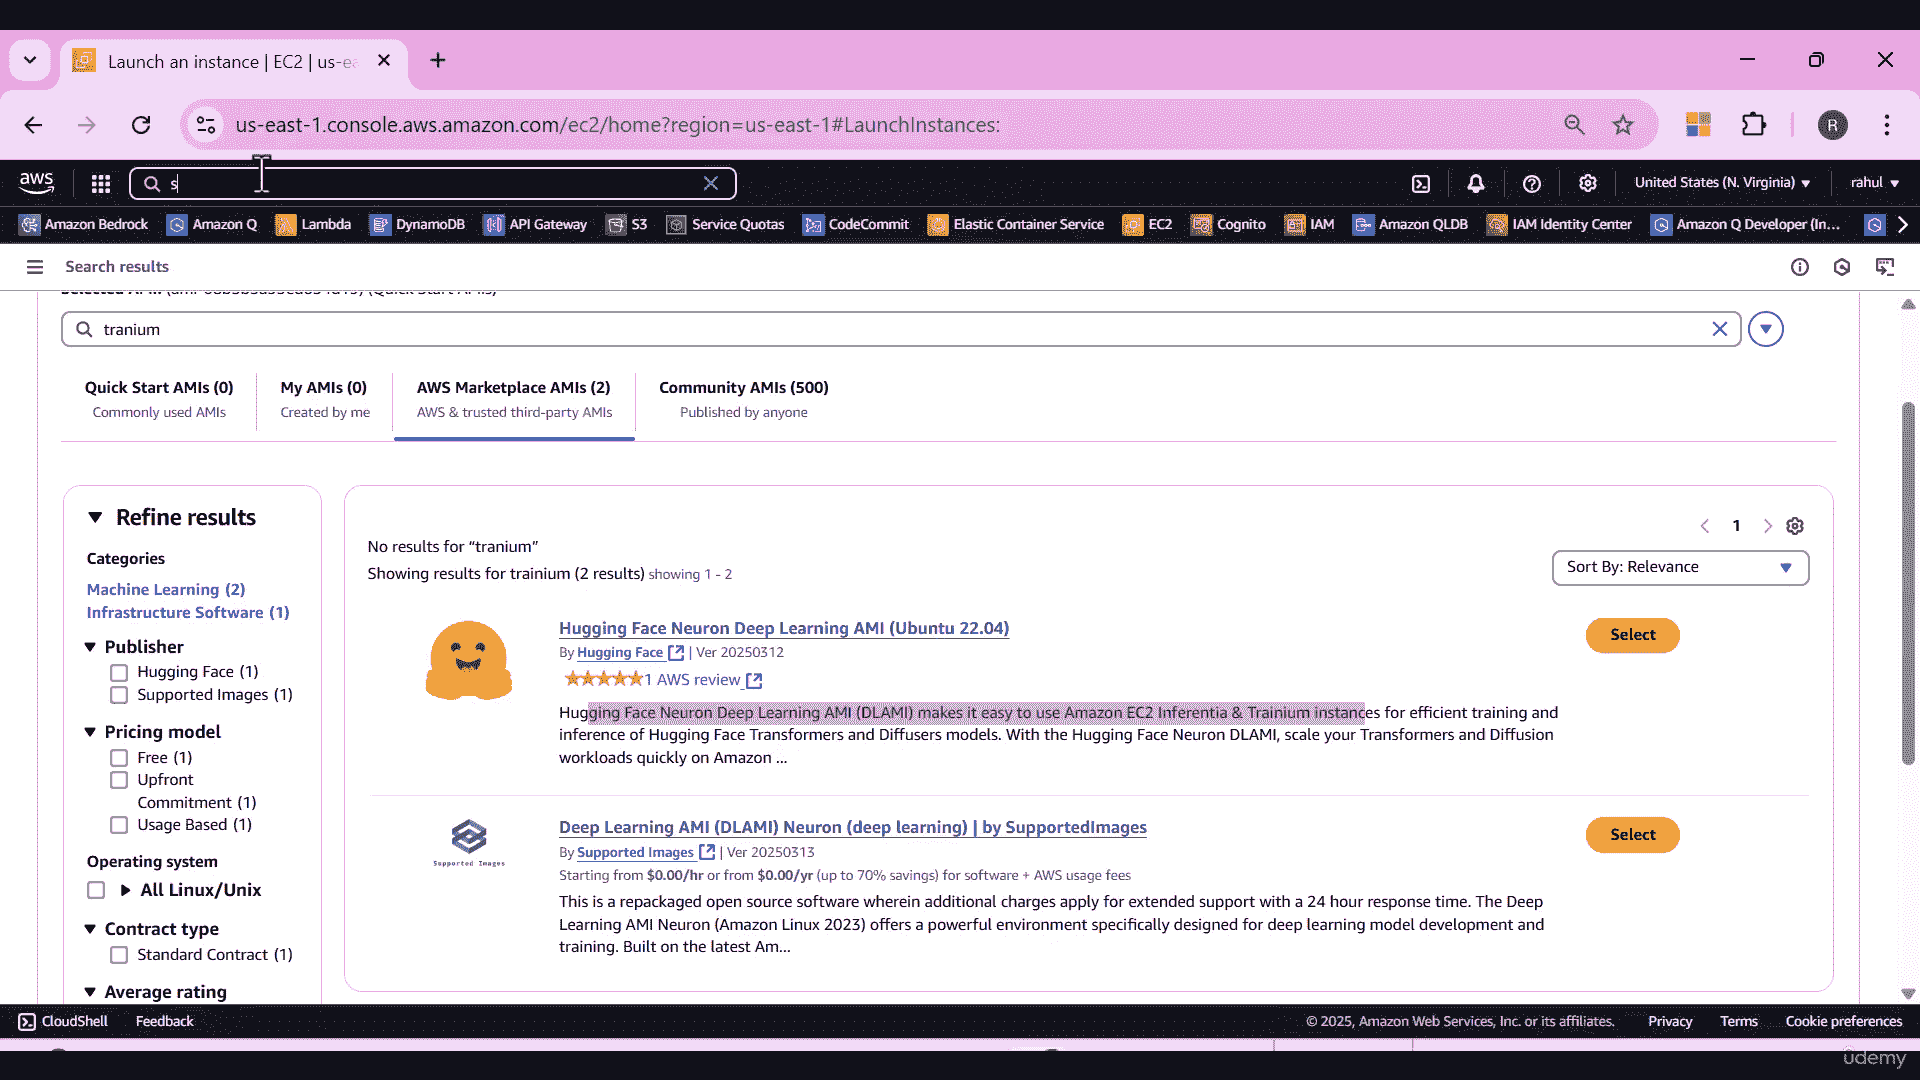 Launch an instance | EC2 | us-ea
us-east-1.console.aws.amazon.com/ec2/home?region=us-east-1#LaunchInstances:
R
aws
s
United States (N. Virginia)
rahul
Amazon Bedrock
Amazon Q
Lambda
DynamoDB
API Gateway
S3
Service Quotas
CodeCommit
Elastic Container Service
EC2
Cognito
IAM
Amazon QLDB
IAM Identity Center
Amazon Q Developer (In...
Search results
tranium
Quick Start AMIs (0)
Commonly used AMIs
My AMIs (0)
Created by me
AWS Marketplace AMIs (2)
AWS & trusted third-party AMIs
Community AMIs (500)
Published by anyone
Refine results
Categories
Machine Learning (2)
Infrastructure Software (1)
Publisher
Hugging Face (1)
Supported Images (1)
Pricing model
Free (1)
Upfront
Commitment (1)
Usage Based (1)
Operating system
All Linux/Unix
Contract type
Standard Contract (1)
Average rating
1
No results for “tranium”
Showing results for trainium (2 results) showing 1 - 2
Sort By: Relevance
Hugging Face Neuron Deep Learning AMI (Ubuntu 22.04)
By Hugging Face | Ver 20250312
1 AWS review
Hugging Face Neuron Deep Learning AMI (DLAMI) makes it easy to use Amazon EC2 Inferentia & Trainium instances for efficient training and
inference of Hugging Face Transformers and Diffusers models. With the Hugging Face Neuron DLAMI, scale your Transformers and Diffusion
workloads quickly on Amazon ...
Select
Supported Images
Deep Learning AMI (DLAMI) Neuron (deep learning) | by SupportedImages
By Supported Images | Ver 20250313
Starting from $0.00/hr or from $0.00/yr (up to 70% savings) for software + AWS usage fees
This is a repackaged open source software wherein additional charges apply for extended support with a 24 hour response time. The Deep
Learning AMI Neuron (Amazon Linux 2023) offers a powerful environment specifically designed for deep learning model development and
training. Built on the latest Am...
Select
CloudShell
Feedback
© 2025, Amazon Web Services, Inc. or its affiliates.
Privacy
Terms
Cookie preferences
udemy